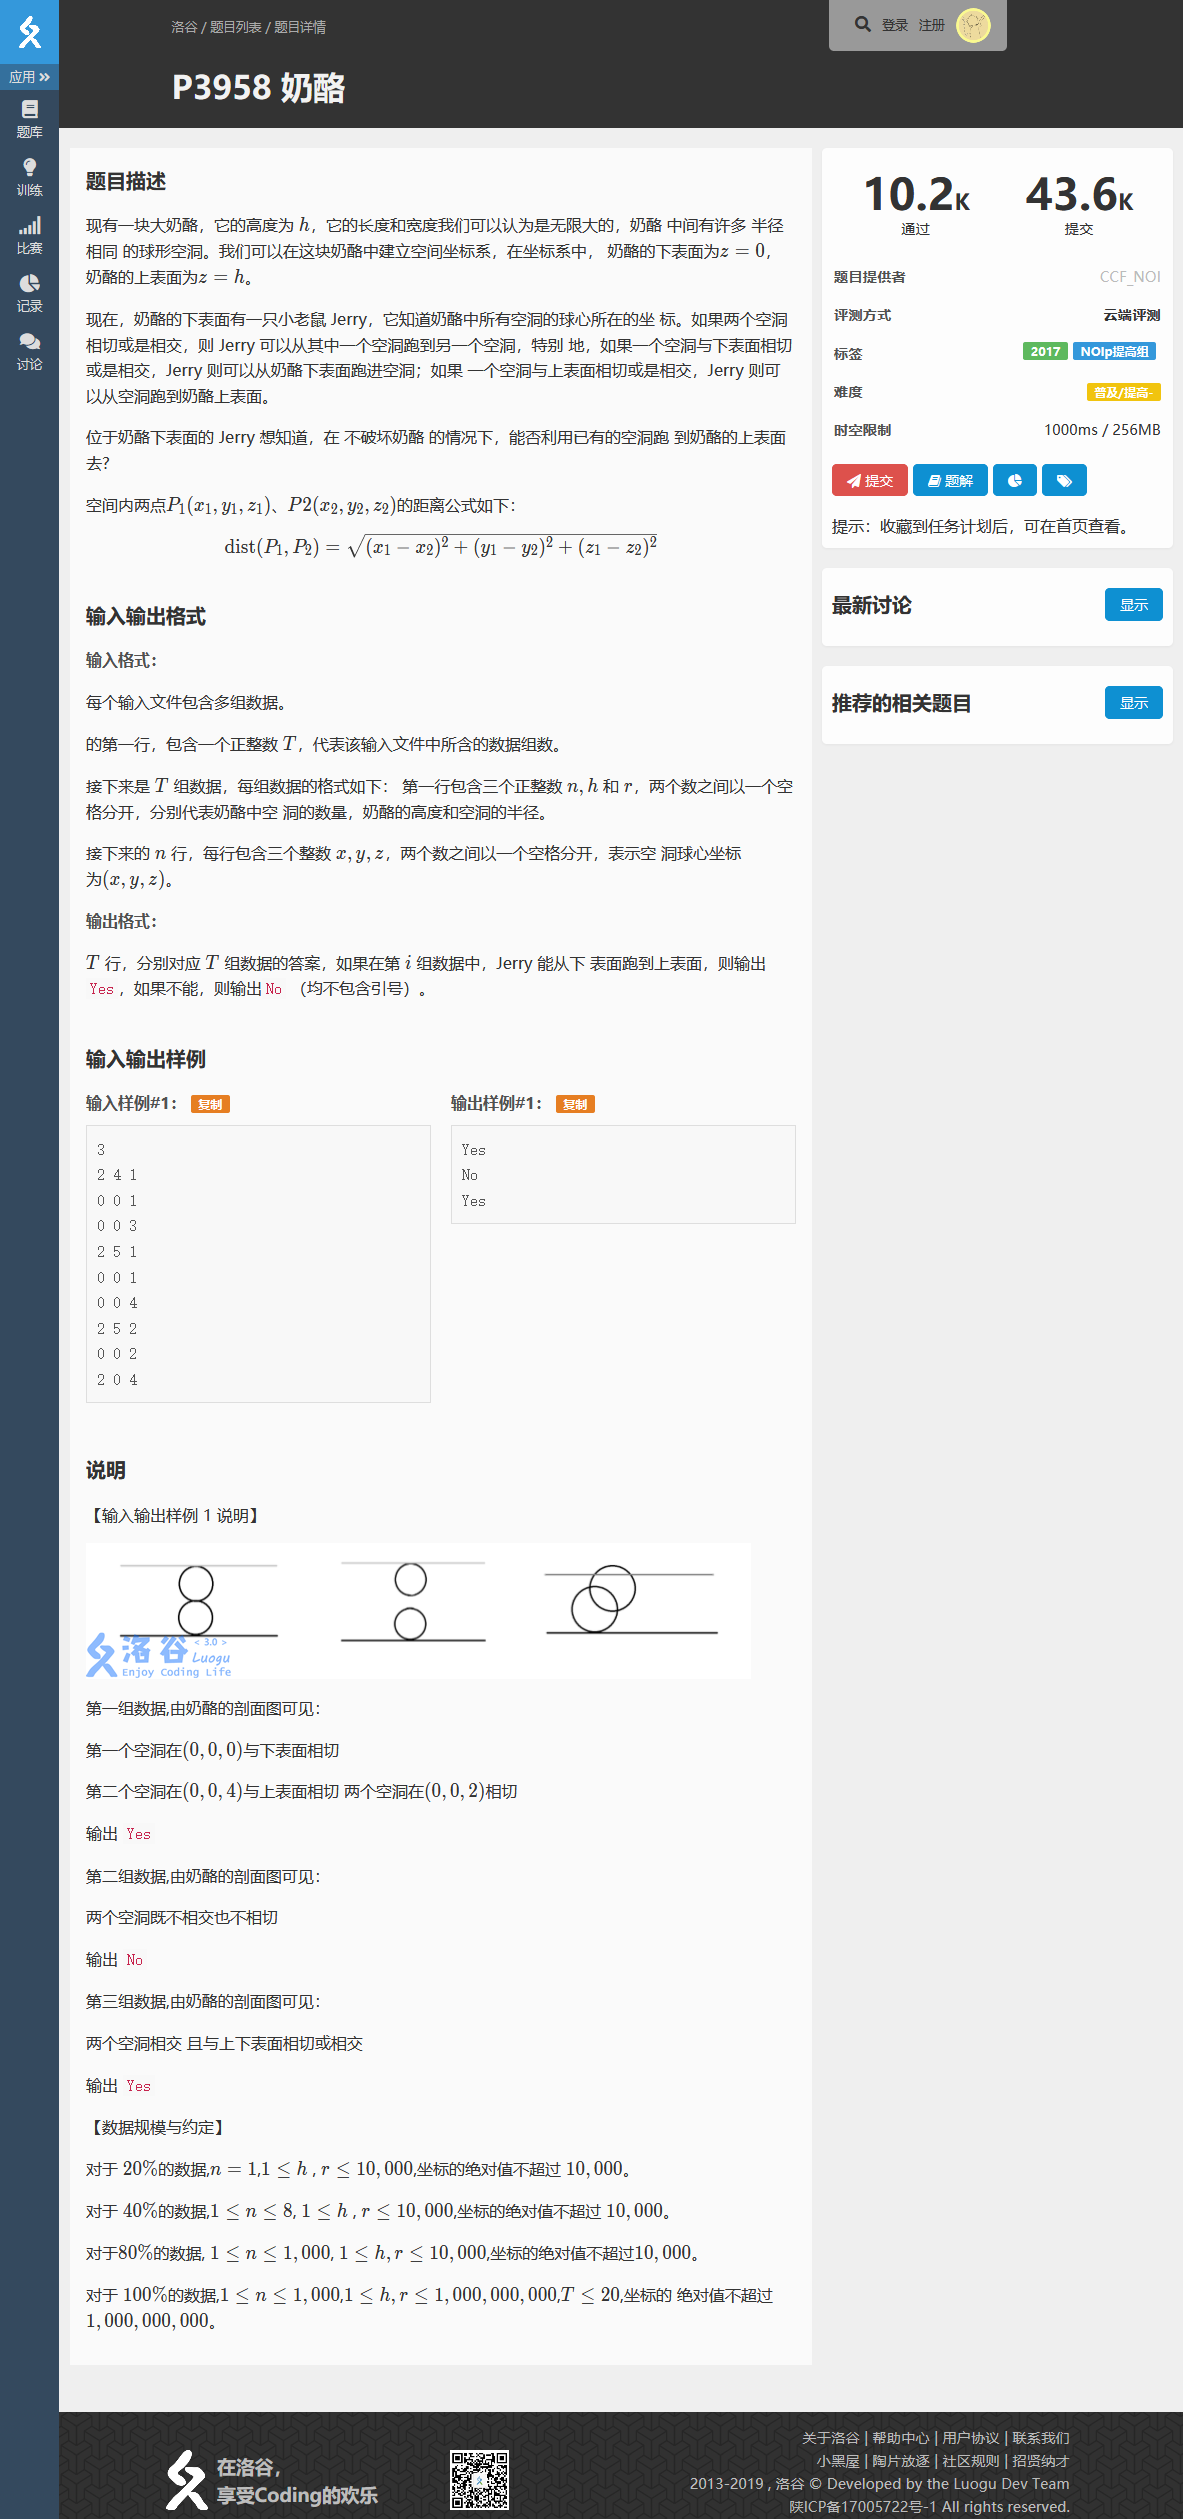 洛谷 / 题目列表 / 题目详情
登录 注册
P3958 奶酪
应用
题库
训练
比赛
记录
讨论
题目描述
现有一块大奶酪，它的高度为 h，它的长度和宽度我们可以认为是无限大的，奶酪 中间有许多 半径
相同 的球形空洞。我们可以在这块奶酪中建立空间坐标系，在坐标系中， 奶酪的下表面为z = 0，
奶酪的上表面为z = h。
现在，奶酪的下表面有一只小老鼠 Jerry，它知道奶酪中所有空洞的球心所在的坐 标。如果两个空洞
相切或是相交，则 Jerry 可以从其中一个空洞跑到另一个空洞，特别 地，如果一个空洞与下表面相切
或是相交，Jerry 则可以从奶酪下表面跑进空洞；如果 一个空洞与上表面相切或是相交，Jerry 则可
以从空洞跑到奶酪上表面。
位于奶酪下表面的 Jerry 想知道，在 不破坏奶酪 的情况下，能否利用已有的空洞跑 到奶酪的上表面
去?
空间内两点P₁(x₁, y₁, z₁)、P2(x₂, y₂, z₂)的距离公式如下：
dist(P₁, P₂) = √(x₁ − x₂)² + (y₁ − y₂)² + (z₁ − z₂)²
输入输出格式
输入格式：
每个输入文件包含多组数据。
的第一行，包含一个正整数 T，代表该输入文件中所含的数据组数。
接下来是 T 组数据，每组数据的格式如下： 第一行包含三个正整数 n, h 和 r，两个数之间以一个空
格分开，分别代表奶酪中空 洞的数量，奶酪的高度和空洞的半径。
接下来的 n 行，每行包含三个整数 x, y, z，两个数之间以一个空格分开，表示空 洞球心坐标
为(x, y, z)。
输出格式：
T 行，分别对应 T 组数据的答案，如果在第 i 组数据中，Jerry 能从下 表面跑到上表面，则输出
Yes ，如果不能，则输出 No （均不包含引号）。
输入输出样例
输入样例#1： 复制
3
2 4 1
0 0 1
0 0 3
2 5 1
0 0 1
0 0 4
2 5 2
0 0 2
2 0 4
输出样例#1： 复制
Yes
No
Yes
说明
【输入输出样例 1 说明】
洛谷 < 3.0 >
Luogu
Enjoy Coding Life
第一组数据,由奶酪的剖面图可见：
第一个空洞在(0, 0, 0)与下表面相切
第二个空洞在(0, 0, 4)与上表面相切 两个空洞在(0, 0, 2)相切
输出 Yes
第二组数据,由奶酪的剖面图可见：
两个空洞既不相交也不相切
输出 No
第三组数据,由奶酪的剖面图可见：
两个空洞相交 且与上下表面相切或相交
输出 Yes
【数据规模与约定】
对于 20%的数据,n = 1,1 ≤ h , r ≤ 10, 000,坐标的绝对值不超过 10, 000。
对于 40%的数据,1 ≤ n ≤ 8, 1 ≤ h , r ≤ 10, 000,坐标的绝对值不超过 10, 000。
对于80%的数据, 1 ≤ n ≤ 1, 000, 1 ≤ h, r ≤ 10, 000,坐标的绝对值不超过10, 000。
对于 100%的数据,1 ≤ n ≤ 1, 000,1 ≤ h, r ≤ 1, 000, 000, 000,T ≤ 20,坐标的 绝对值不超过
1, 000, 000, 000。
10.2K 43.6K
通过 提交
题目提供者 CCF_NOI
评测方式 云端评测
标签 2017 NOIp提高组
难度 普及/提高-
时空限制 1000ms / 256MB
提交 题解
提示：收藏到任务计划后，可在首页查看。
最新讨论 显示
推荐的相关题目 显示
在洛谷，
享受Coding的欢乐
关于洛谷 | 帮助中心 | 用户协议 | 联系我们
小黑屋 | 陶片放逐 | 社区规则 | 招贤纳才
2013-2019 , 洛谷 © Developed by the Luogu Dev Team
陕ICP备17005722号-1 All rights reserved.